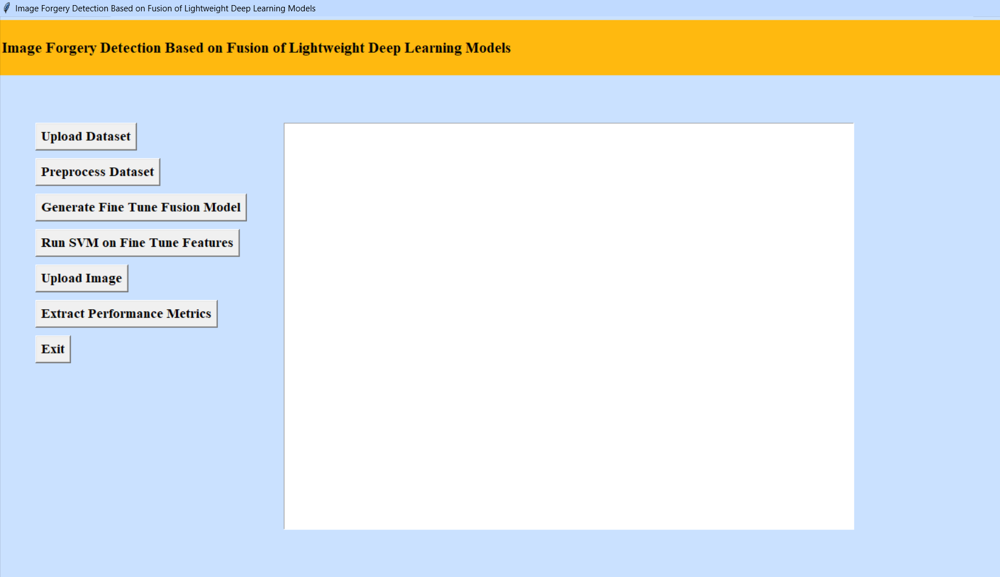 Image Forgery Detection Based on Fusion of Lightweight Deep Learning Models
Image Forgery Detection Based on Fusion of Lightweight Deep Learning Models
Upload Dataset
Preprocess Dataset
Generate Fine Tune Fusion Model
Run SVM on Fine Tune Features
Upload Image
Extract Performance Metrics
Exit